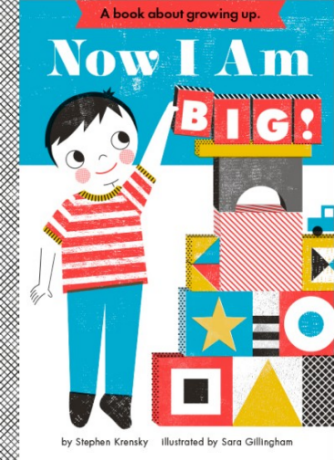 A book about growing up.
Now I Am
BIG!
by Stephen Krensky illustrated by Sara Gillingham